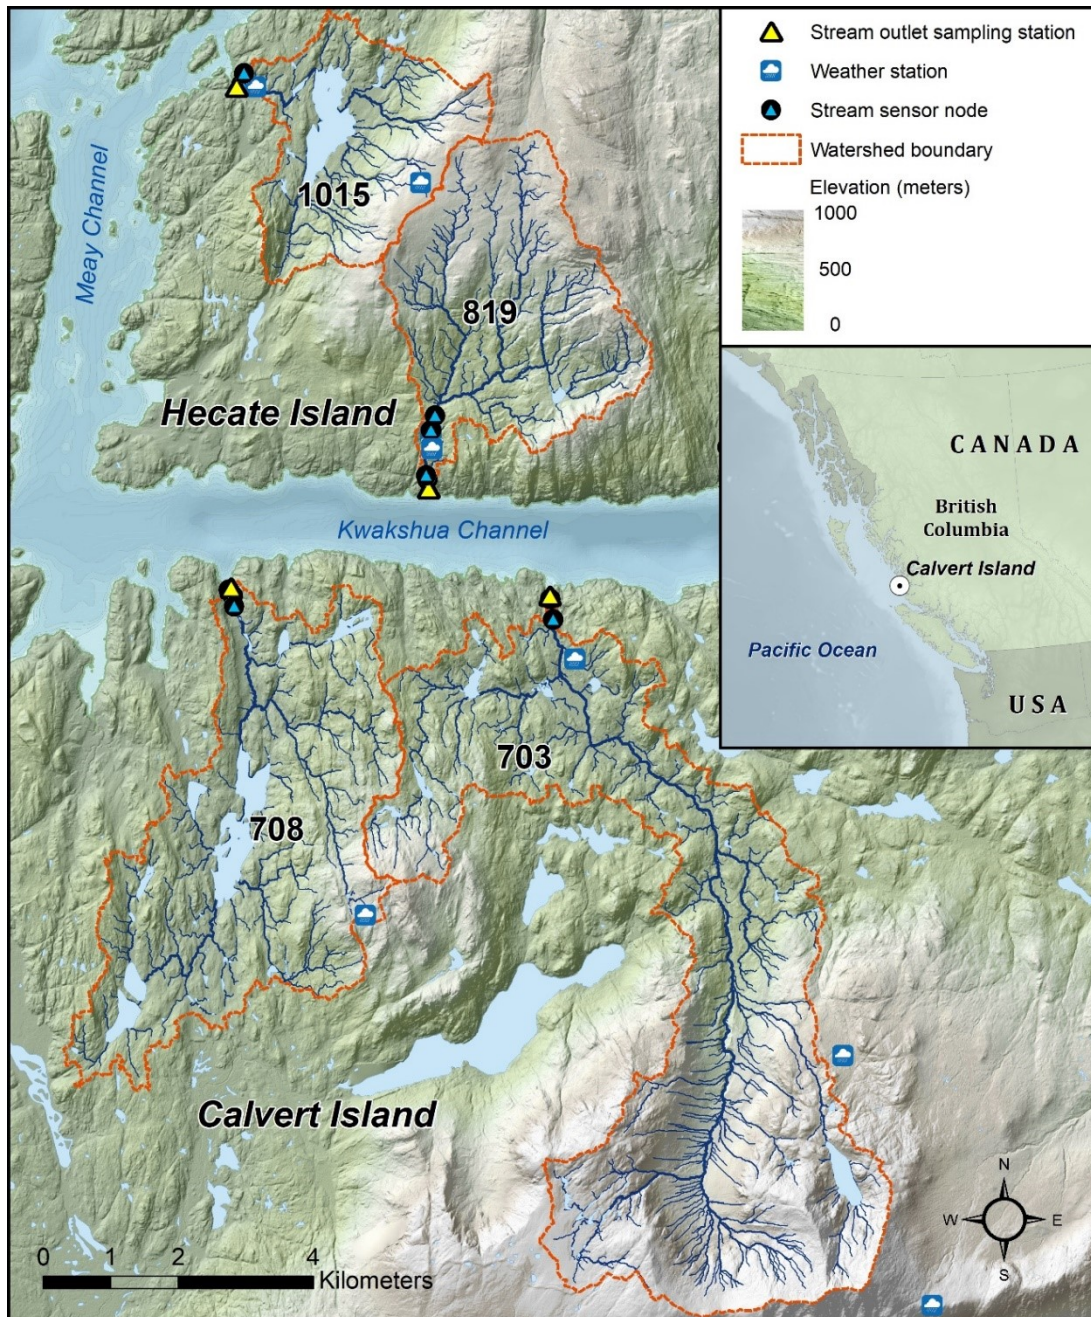 Stream outlet sampling station
Weather station
Stream sensor node
Watershed boundary
Elevation (meters)
1000
500
0
Meay Channel
1015
819
Hecate Island
Kwakshua Channel
CANADA
British
Columbia
Calvert Island
Pacific Ocean
USA
703
708
Calvert Island
N
W
E
S
0 1 2 4
Kilometers